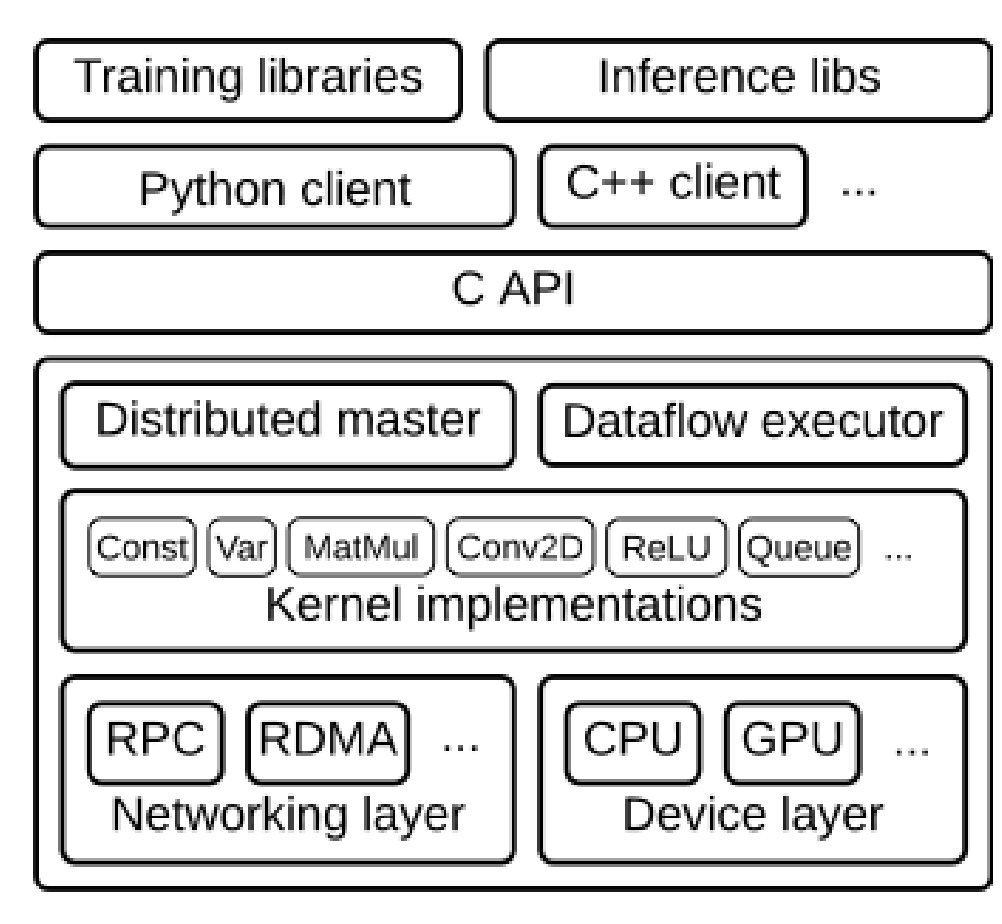 Training libraries Inference libs
Python client C++ client ...
C API
Distributed master Dataflow executor
Const Var MatMul Conv2D ReLU Queue ...
Kernel implementations
RPC RDMA ... CPU GPU ...
Networking layer Device layer